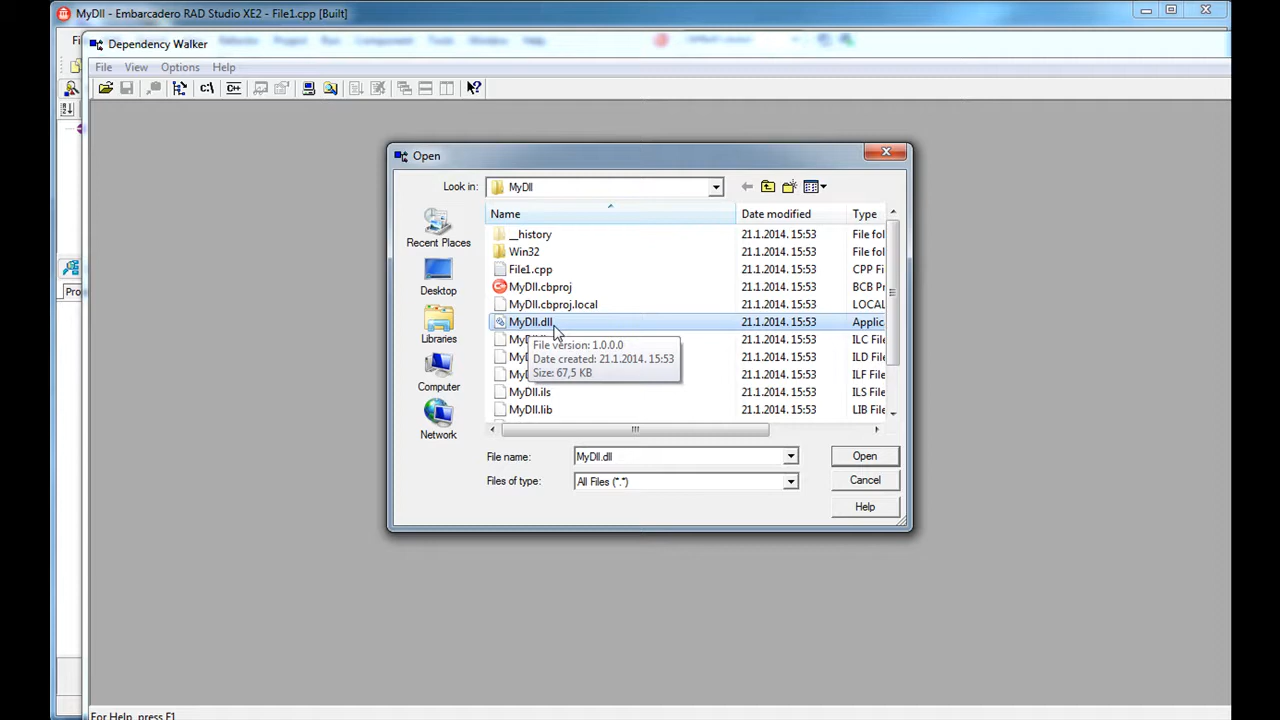 MyDll - Embarcadero RAD Studio XE2 - File1.cpp [Built]
Dependency Walker
File View Options Help
Open
Look in: MyDll
Name Date modified Type
__history 21.1.2014. 15:53 File fol
Win32 21.1.2014. 15:53 File fol
File1.cpp 21.1.2014. 15:53 CPP Fi
MyDll.cbproj 21.1.2014. 15:53 BCB Pr
MyDll.cbproj.local 21.1.2014. 15:53 LOCAL
MyDll.dll 21.1.2014. 15:53 Applic
21.1.2014. 15:53 ILC File
21.1.2014. 15:53 ILD File
21.1.2014. 15:53 ILF File
MyDll.ils 21.1.2014. 15:53 ILS File
MyDll.lib 21.1.2014. 15:53 LIB File
File version: 1.0.0.0
Date created: 21.1.2014. 15:53
Size: 67,5 KB
Recent Places
Desktop
Libraries
Computer
Network
File name: MyDll.dll Open
Files of type: All Files (*.*) Cancel
Help
For Help, press F1